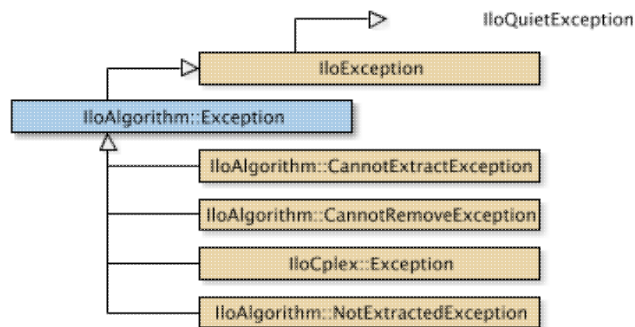 IloQuietException
IloException
IloAlgorithm::Exception
IloAlgorithm::CannotExtractException
IloAlgorithm::CannotRemoveException
IloCplex::Exception
IloAlgorithm::NotExtractedException